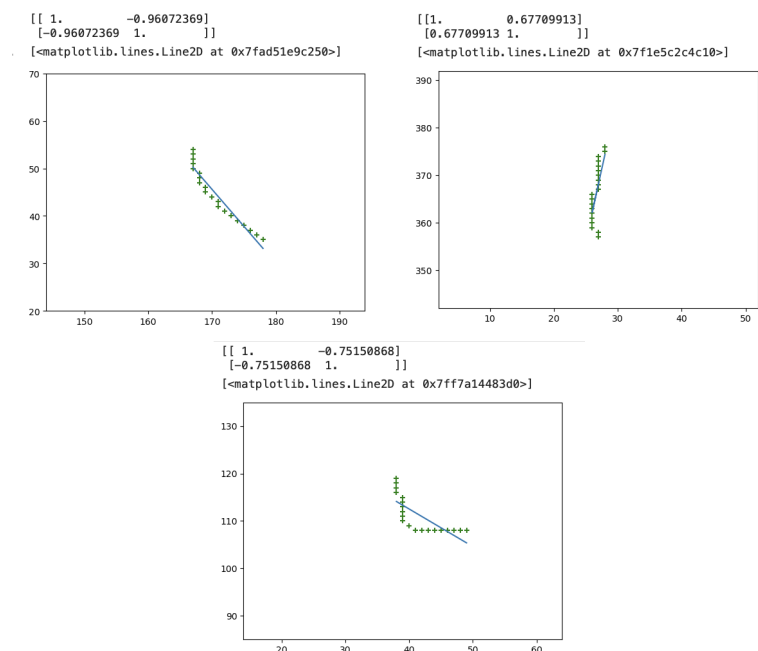 [[ 1.         -0.96072369]
 [-0.96072369  1.        ]]
[<matplotlib.lines.Line2D at 0x7fad51e9c250>]
70
60
50
40
30
20
150 160 170 180 190
[[1.         0.67709913]
 [0.67709913 1.        ]]
[<matplotlib.lines.Line2D at 0x7f1e5c2c4c10>]
390
380
370
360
350
10 20 30 40 50
[[ 1.         -0.75150868]
 [-0.75150868  1.        ]]
[<matplotlib.lines.Line2D at 0x7ff7a14483d0>]
130
120
110
100
90
20 30 40 50 60